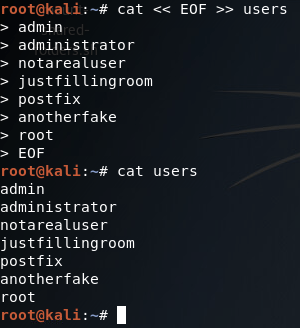 root@kali:~# cat << EOF >> users
> admin
> administrator
> notarealuser
> justfillingroom
> postfix
> anotherfake
> root
> EOF
root@kali:~# cat users
admin
administrator
notarealuser
justfillingroom
postfix
anotherfake
root
root@kali:~#